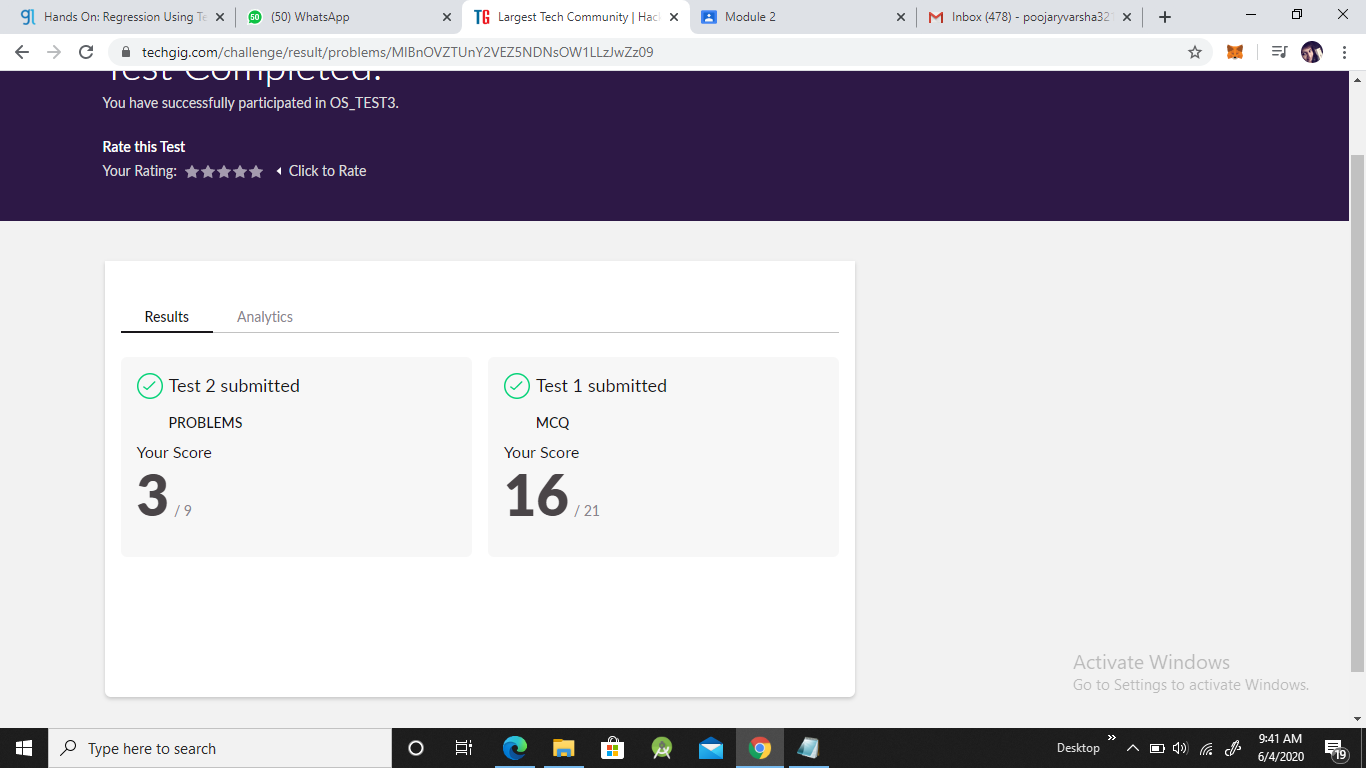 Hands On: Regression Using Te
(50) WhatsApp
Largest Tech Community | Hac
Module 2
Inbox (478) - poojaryvarsha321
techgig.com/challenge/result/problems/
Test Completed!
You have successfully participated in OS_TEST3.
Rate this Test
Your Rating:
Click to Rate
Results
Analytics
Test 2 submitted
PROBLEMS
Your Score
3 / 9
Test 1 submitted
MCQ
Your Score
16 / 21
Activate Windows
Go to Settings to activate Windows.
Type here to search
Desktop
9:41 AM
6/4/2020
19